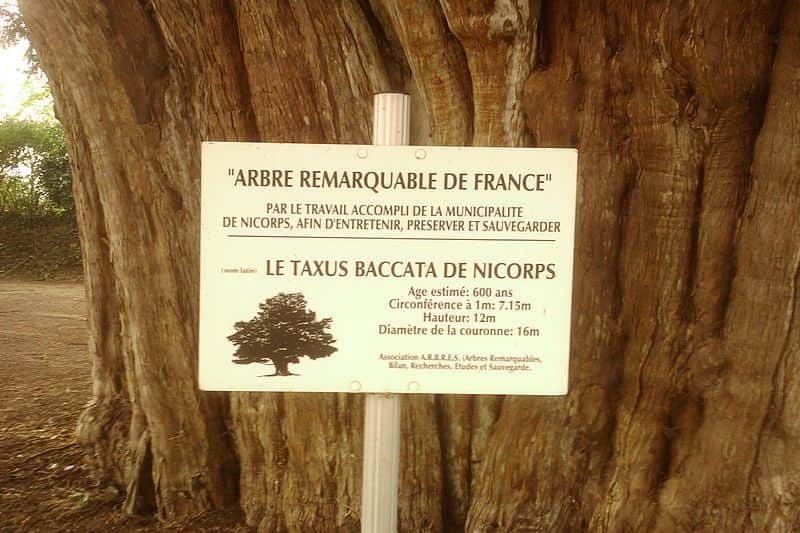 "ARBRE REMARQUABLE DE FRANCE"
PAR LE TRAVAIL ACCOMPLI DE LA MUNICIPALITE
DE NICORPS, AFIN D'ENTRETENIR, PRESERVER ET SAUVEGARDER
(nom latin) LE TAXUS BACCATA DE NICORPS
Age estimé: 600 ans
Circonférence à 1m: 7.15m
Hauteur: 12m
Diamètre de la couronne: 16m
Association A.R.B.R.E.S. (Arbres Remarquables,
Bilan, Recherches, Etudes et Sauvegarde.